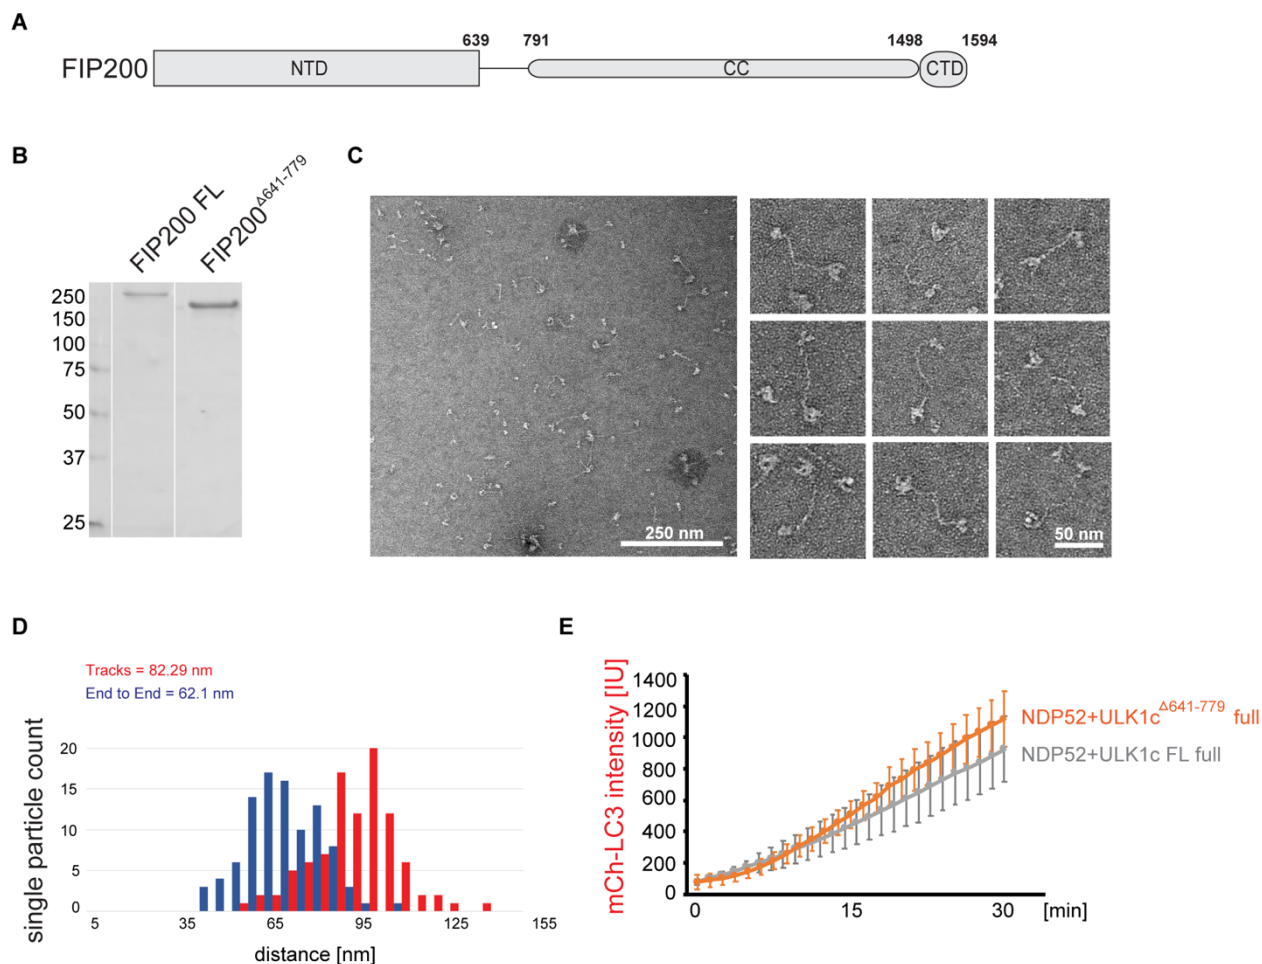 A
639 791 1498 1594
FIP200 NTD CC CTD
B
FIP200 FL
FIP200Δ641-779
250
150
100
75
50
37
25
C
250 nm
50 nm
D
Tracks = 82.29 nm
End to End = 62.1 nm
single particle count
20
15
10
5
0
5 35 65 95 125 155
distance [nm]
E
mCh-LC3 intensity [IU]
1400
1200
1000
800
600
400
200
0
0 15 30 [min]
NDP52+ULK1cΔ641-779 full
NDP52+ULK1c FL full